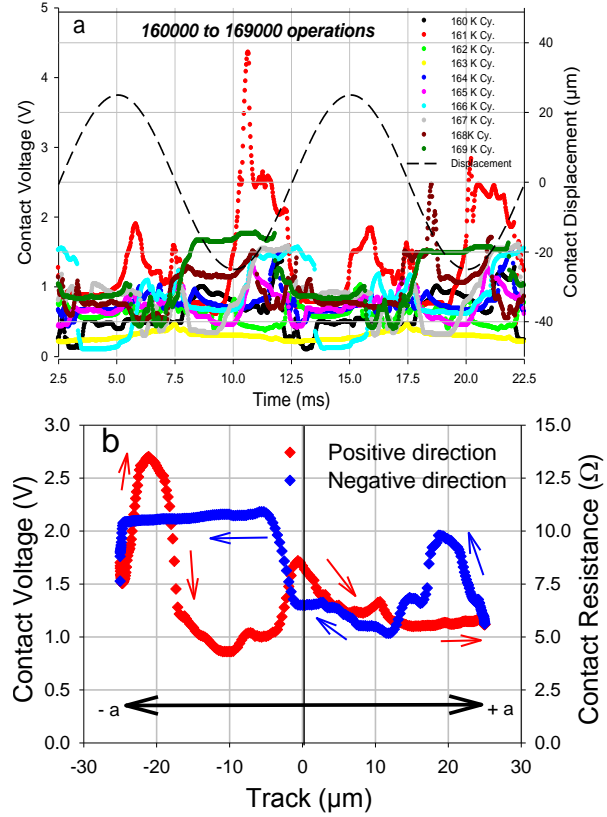 a
160000 to 169000 operations
160 K Cy.
161 K Cy.
162 K Cy.
163 K Cy.
164 K Cy.
165 K Cy.
166 K Cy.
167 K Cy.
168K Cy.
169 K Cy.
Displacement
Contact Voltage (V)
5
4
3
2
1
0
Contact Displacement (µm)
40
20
0
-20
-40
2.5 5.0 7.5 10.0 12.5 15.0 17.5 20.0 22.5
Time (ms)
b
Positive direction
Negative direction
Contact Voltage (V)
3.0
2.5
2.0
1.5
1.0
0.5
0.0
Contact Resistance (Ω)
15.0
12.5
10.0
7.5
5.0
2.5
0.0
- a
+ a
-30 -20 -10 0 10 20 30
Track (µm)